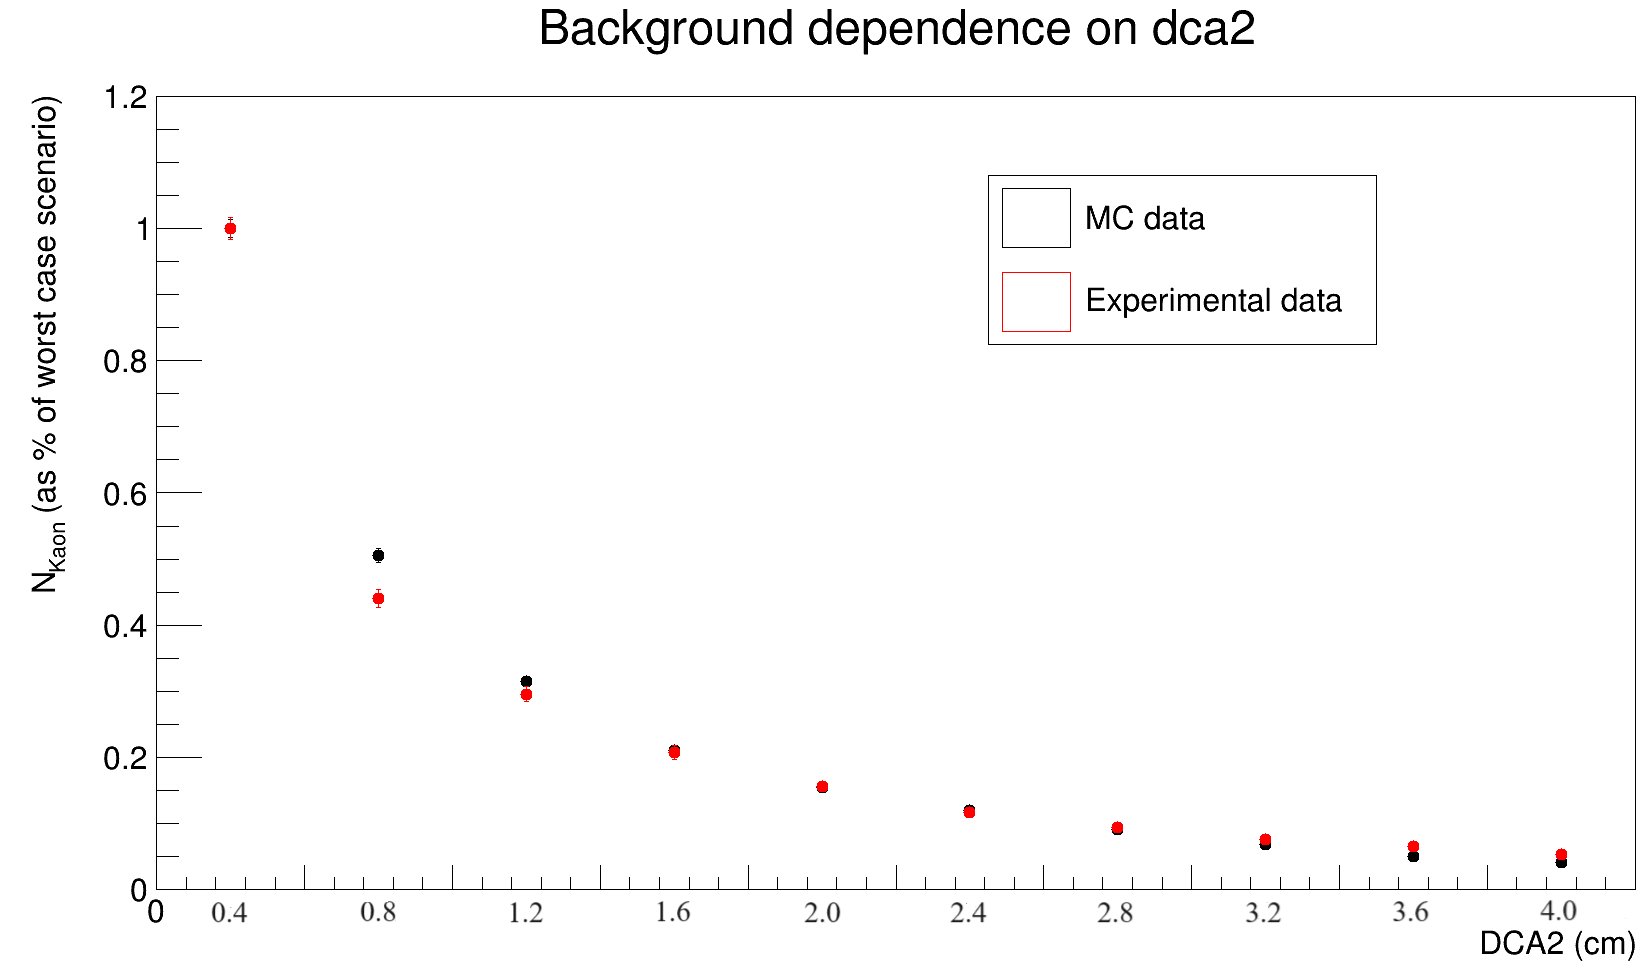 Background dependence on dca2
N_Kaon (as % of worst case scenario)
1.2
1
0.8
0.6
0.4
0.2
0
MC data
Experimental data
0 0.4 0.8 1.2 1.6 2.0 2.4 2.8 3.2 3.6 4.0
DCA2 (cm)